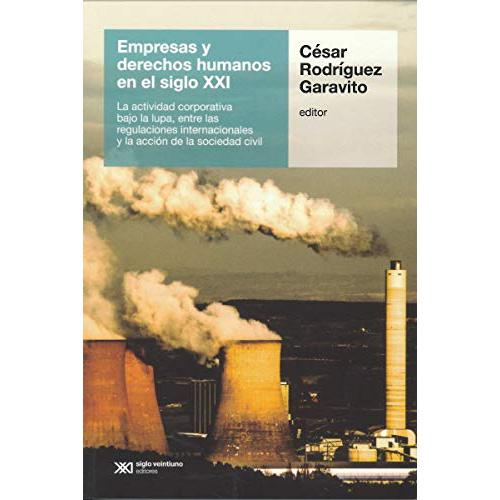 Empresas y
derechos humanos
en el siglo XXI
La actividad corporativa
bajo la lupa, entre las
regulaciones internacionales
y la acción de la sociedad civil
César
Rodríguez
Garavito
editor
XXI siglo veintiuno
editores